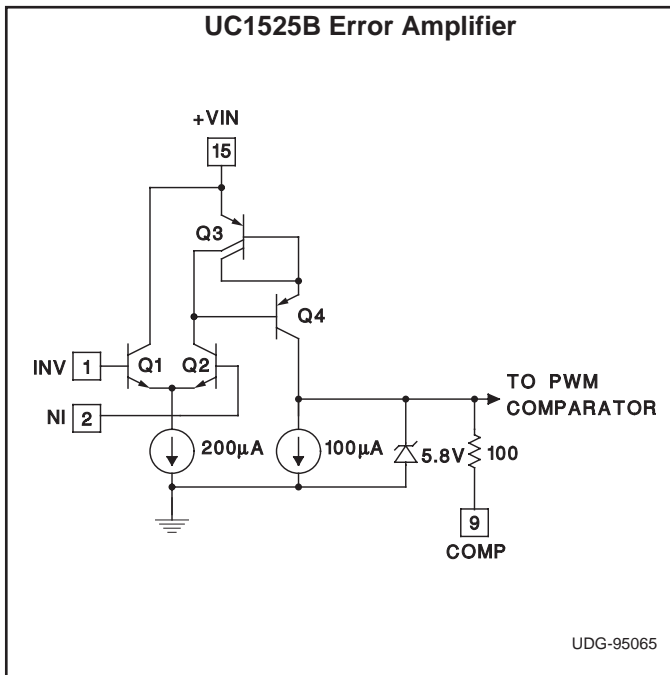 UC1525B Error Amplifier
+VIN
15
Q3
Q4
INV 1 Q1 Q2
NI 2
TO PWM
COMPARATOR
200µA 100µA 5.8V 100
9
COMP
UDG-95065